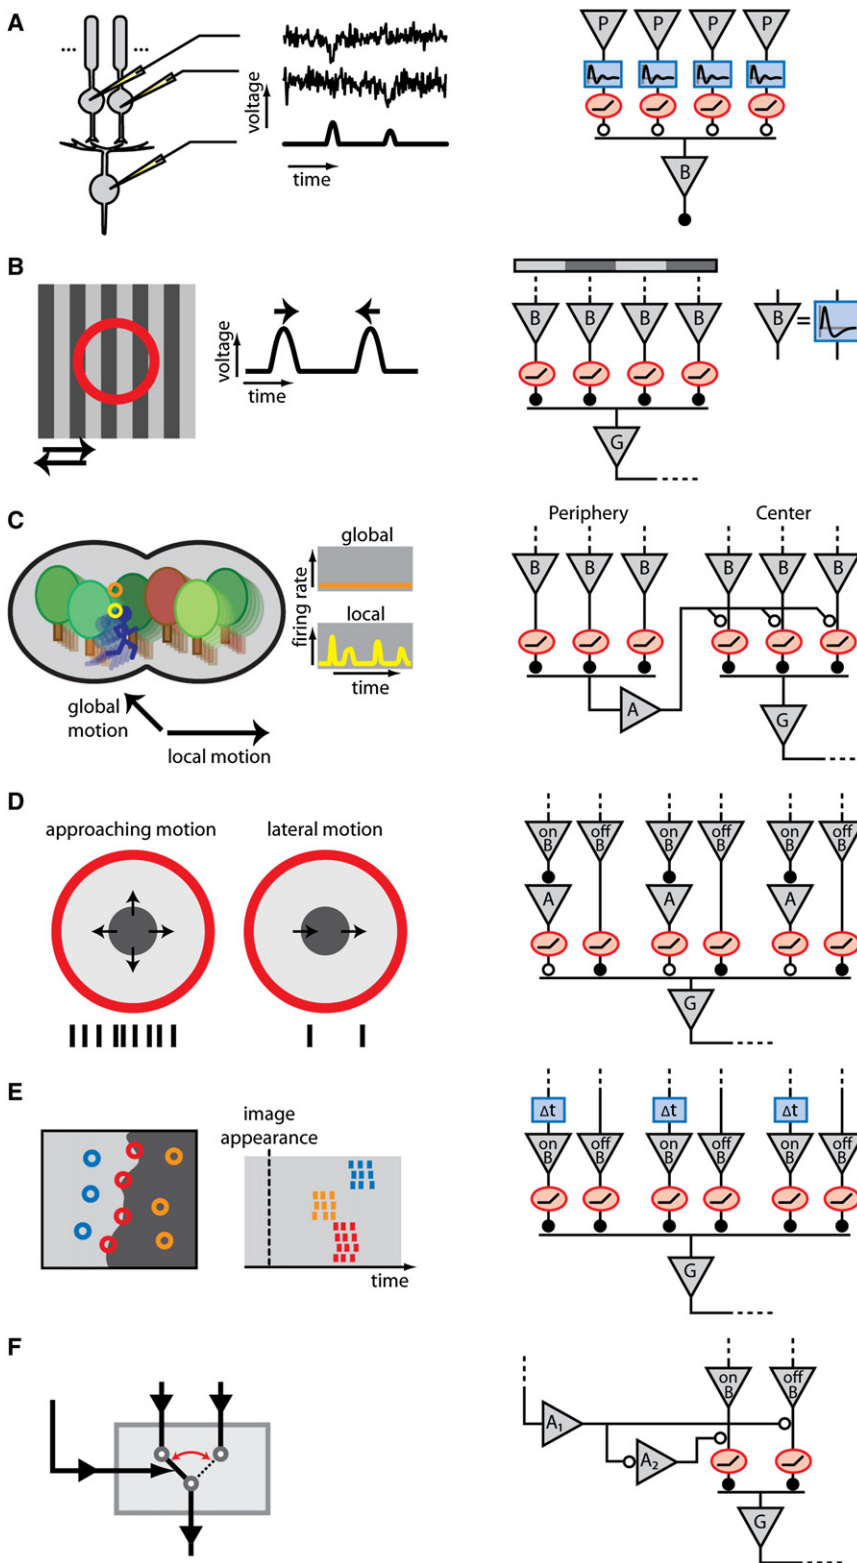 A
...
...
voltage
time
P P P P
B
B
voltage
time
B B B B
B =
G
C
global
firing rate
local
time
global
motion
local motion
Periphery Center
B B B B B B
A
G
D
approaching motion lateral motion
on B off B on B off B on B off B
A A A
G
E
image
appearance
time
Δt Δt Δt
on B off B on B off B on B off B
G
F
on B off B
A1
A2
G